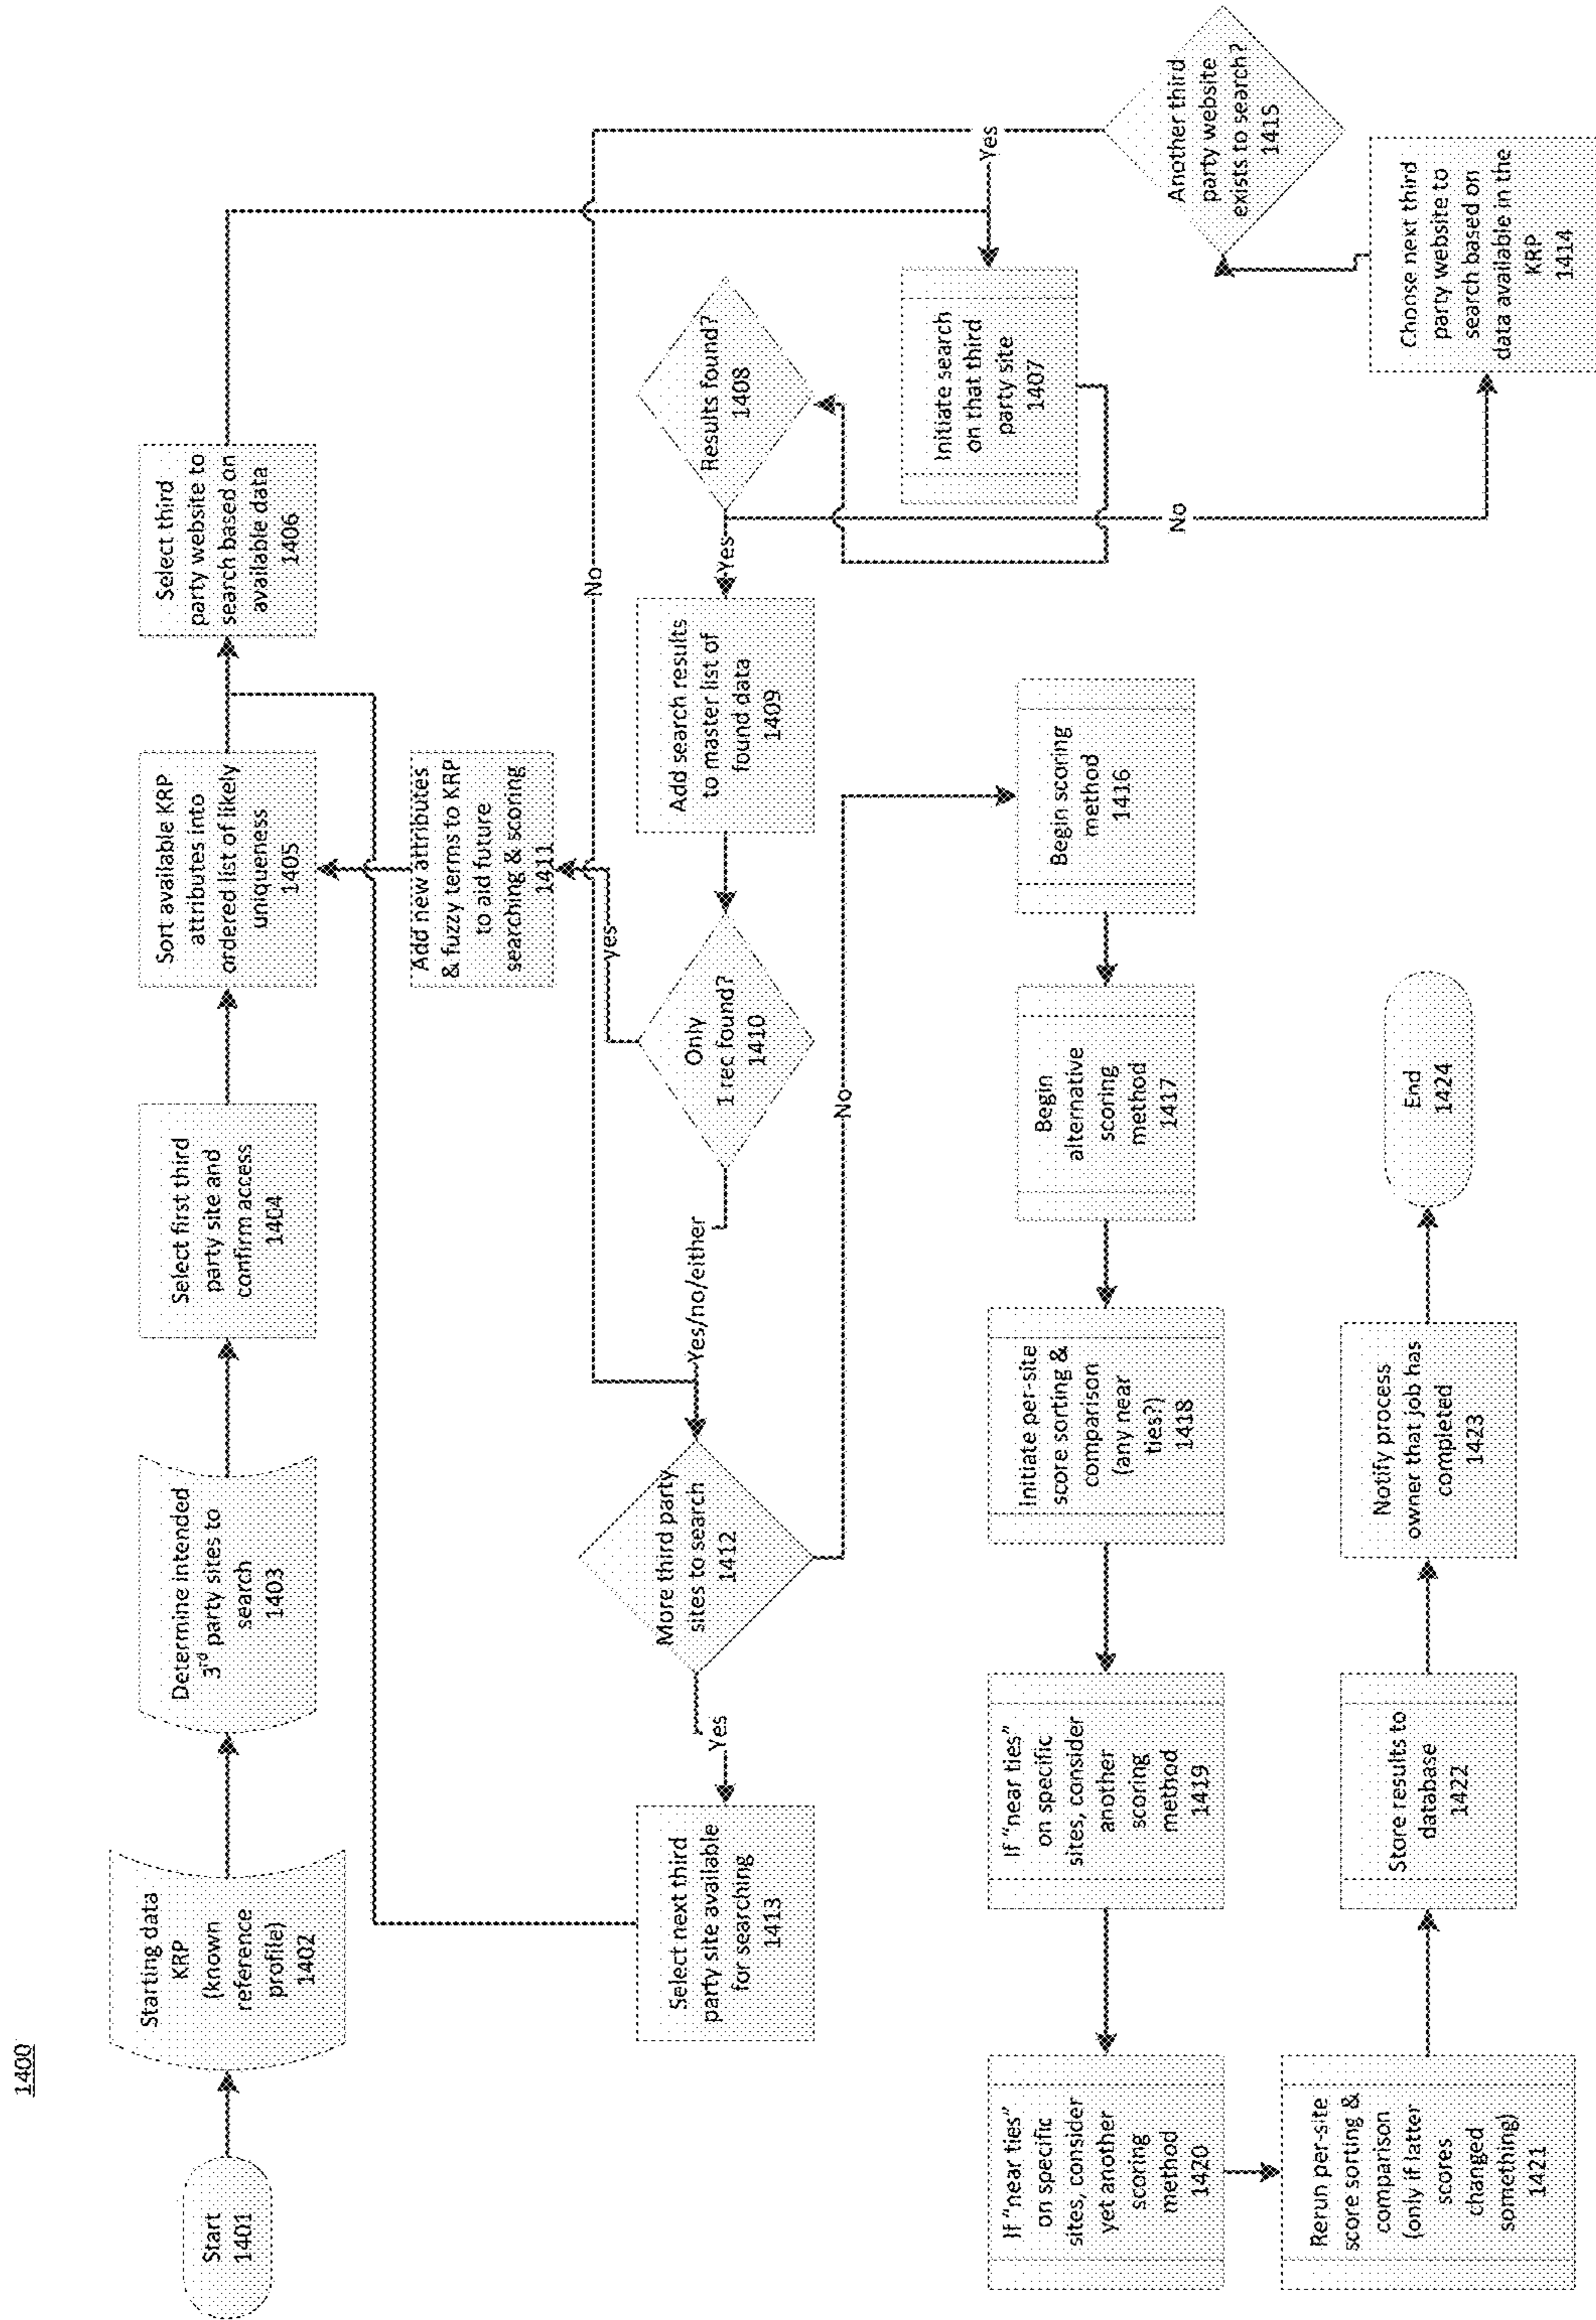 1400
Start
1401
Starting data
KRP
(known
reference
profile)
1402
Determine intended
3rd party sites to
search
1403
Select first third
party site and
confirm access
1404
Sort available KRP
attributes into
ordered list of likely
uniqueness
1405
Select third
party website to
search based on
available data
1406
Add new attributes
& fuzzy terms to KRP
to aid future
searching & scoring
1411
Select next third
party site available
for searching
1413
Yes
More third party
sites to search
1412
Yes/no/either
Only
1 rec found?
1410
yes
Add search results
to master list of
found data
1409
Yes
Results found?
1408
No
No
Initiate search
on that third
party site
1407
Yes
Another third
party website
exists to search?
1415
No
Choose next third
party website to
search based on
data available in the
KRP
1414
Begin scoring
method
1416
Begin
alternative
scoring
method
1417
Initiate per-site
score sorting &
comparison
(any near
ties?)
1418
If “near ties”
on specific
sites, consider
another
scoring
method
1419
If “near ties”
on specific
sites, consider
yet another
scoring
method
1420
Rerun per-site
score sorting &
comparison
(only if latter
scores
changed
something)
1421
Store results to
database
1422
Notify process
owner that job has
completed
1423
End
1424